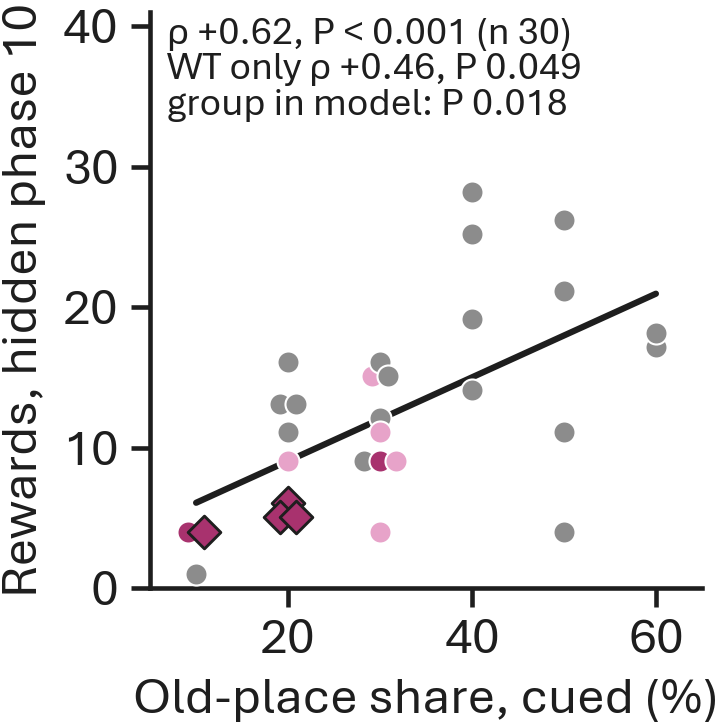 ρ +0.62, P < 0.001 (n 30)
WT only ρ +0.46, P 0.049
group in model: P 0.018
Rewards, hidden phase 10
40
30
20
10
0
20
40
60
Old-place share, cued (%)